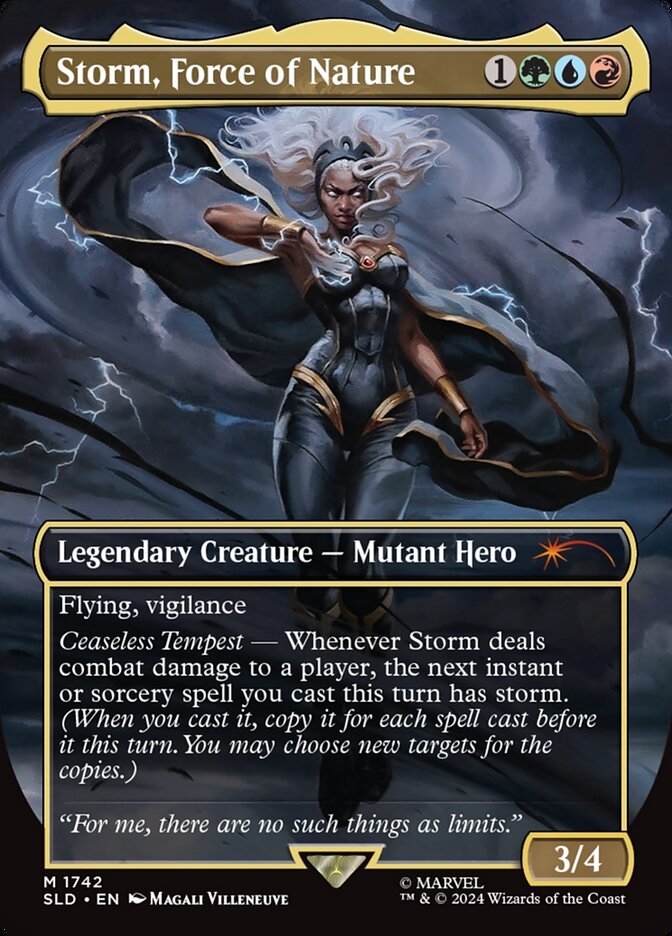 Storm, Force of Nature 1
Legendary Creature — Mutant Hero
Flying, vigilance
Ceaseless Tempest — Whenever Storm deals
combat damage to a player, the next instant
or sorcery spell you cast this turn has storm.
(When you cast it, copy it for each spell cast before
it this turn. You may choose new targets for the
copies.)
“For me, there are no such things as limits.”
3/4
M 1742
SLD • EN MAGALI VILLENEUVE
© MARVEL
™ & © 2024 Wizards of the Coast